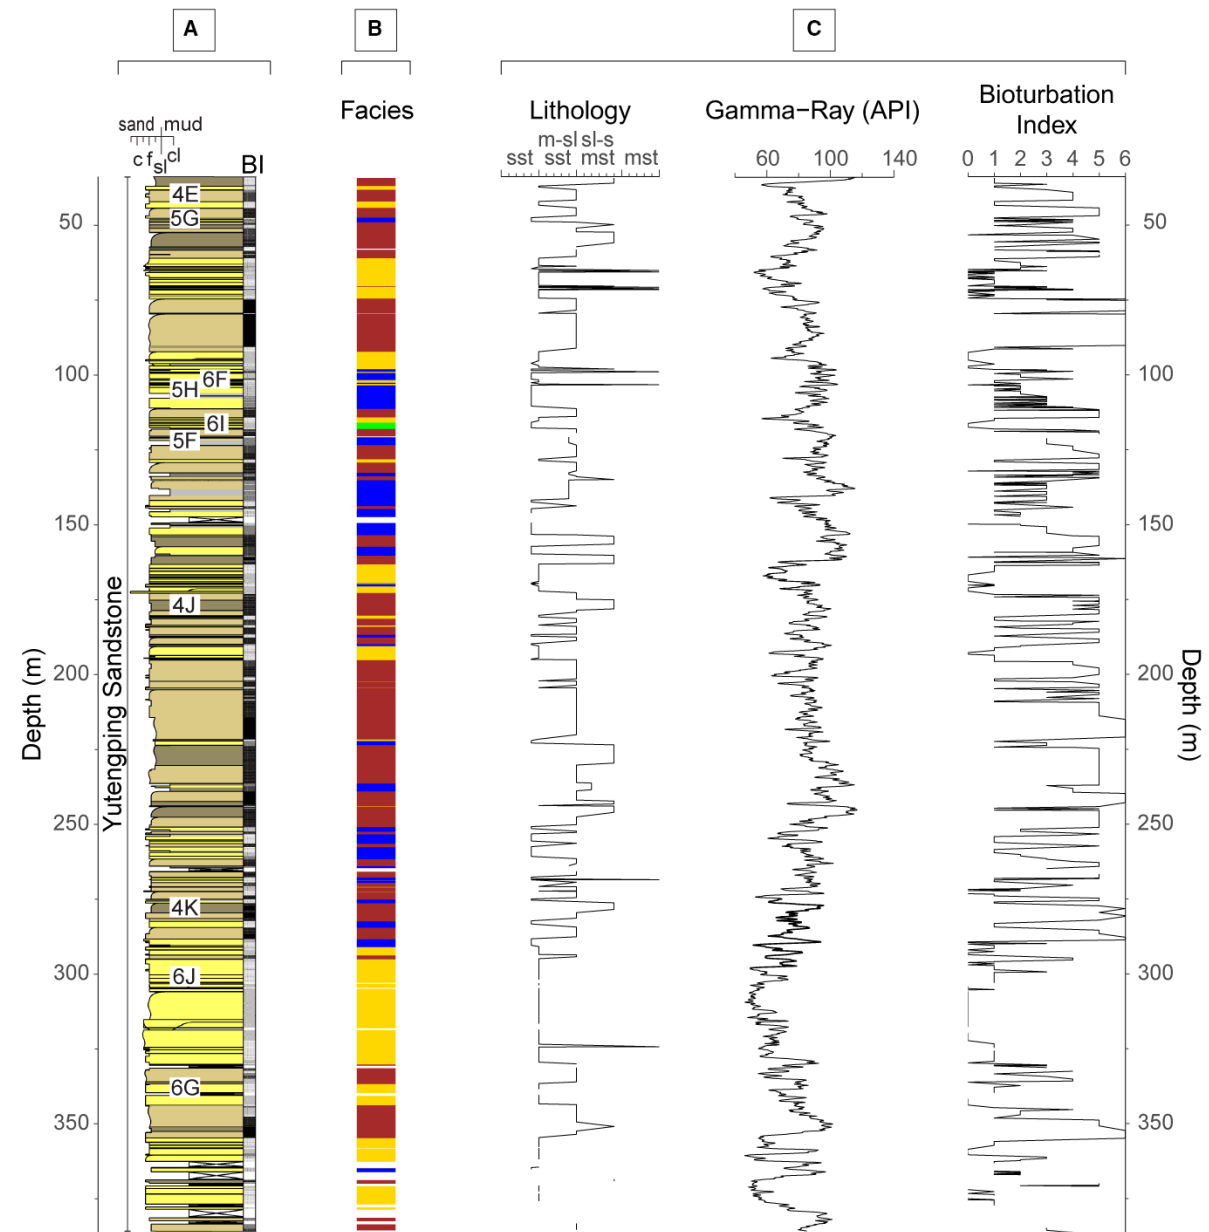 A
B
C
Facies
Lithology
Gamma−Ray (API)
Bioturbation
Index
sand mud
c f sl cl
BI
m-sl sl-s
sst sst mst mst
60 100 140
0 1 2 3 4 5 6
4E
5G
50
50
100
100
6F
5H
6I
5F
150
150
4J
200
200
250
250
4K
6J
300
300
6G
350
350
Depth (m)
Yutengping Sandstone
Depth (m)